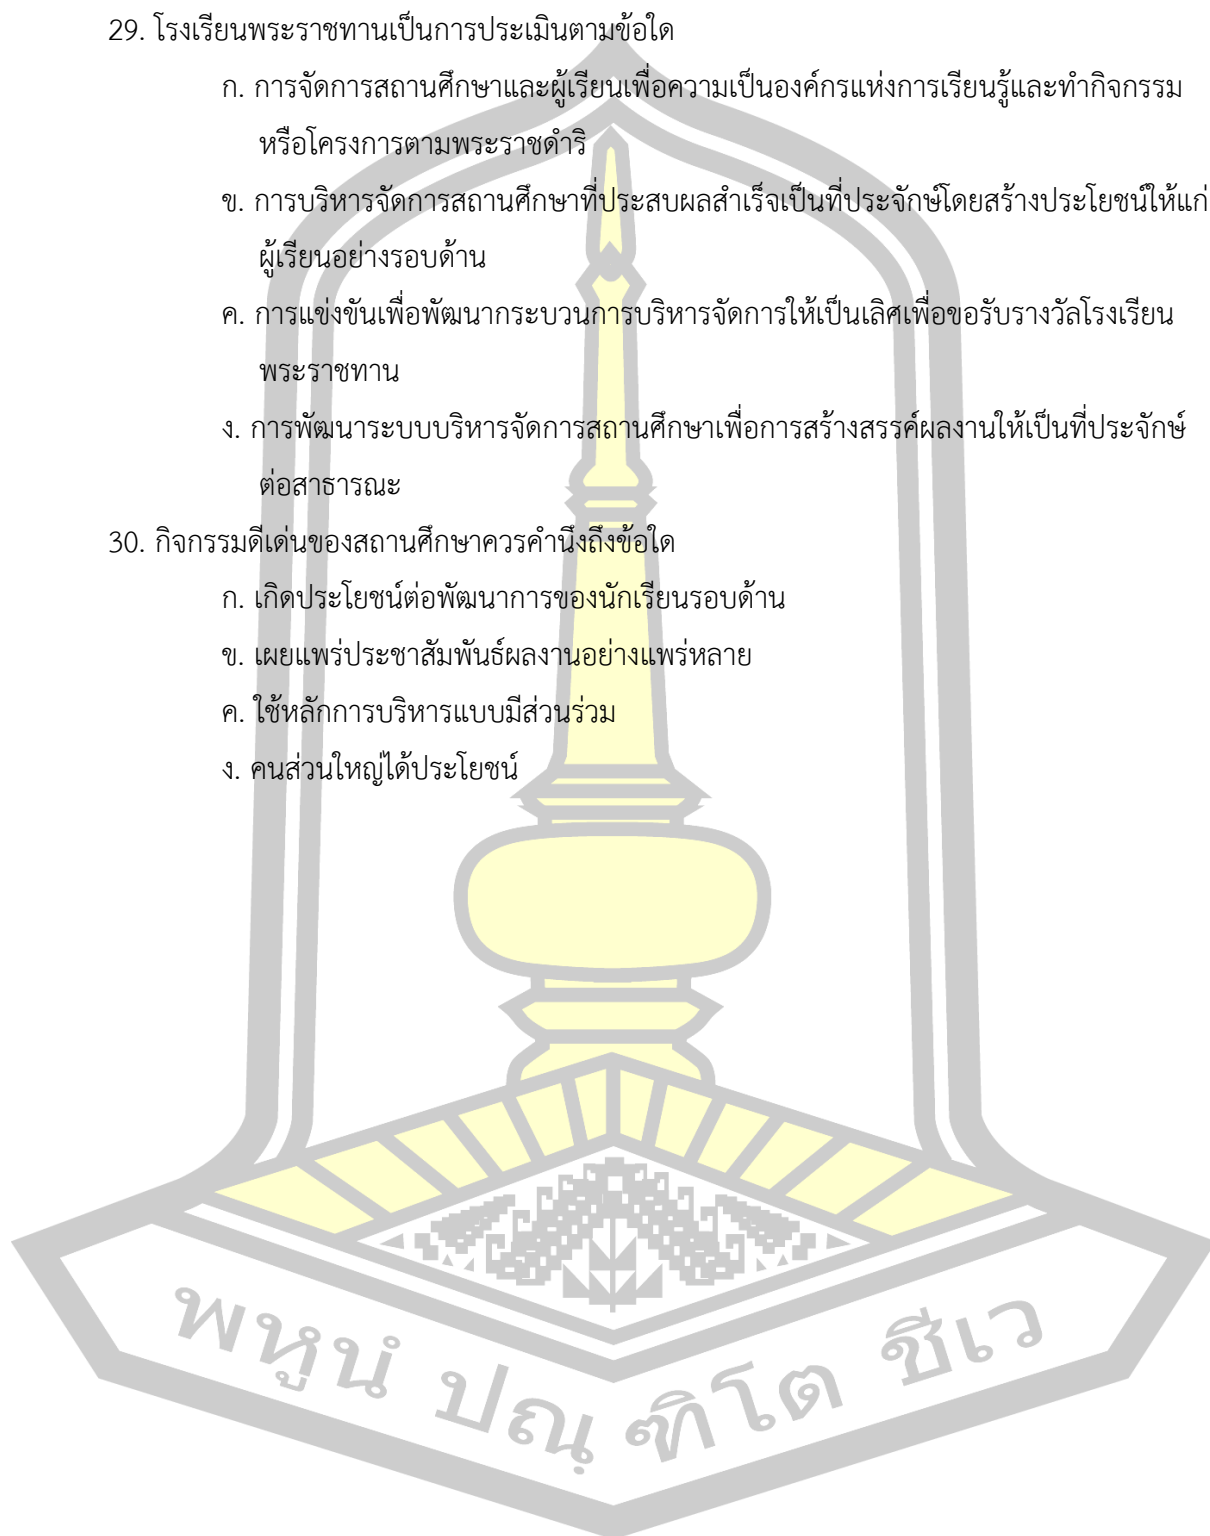 29. โรงเรียนพระราชทานเป็นการประเมินตามข้อใด
ก. การจัดการสถานศึกษาและผู้เรียนเพื่อความเป็นองค์กรแห่งการเรียนรู้และทำกิจกรรม
หรือโครงการตามพระราชดำริ
ข. การบริหารจัดการสถานศึกษาที่ประสบผลสำเร็จเป็นที่ประจักษ์โดยสร้างประโยชน์ให้แก่
ผู้เรียนอย่างรอบด้าน
ค. การแข่งขันเพื่อพัฒนากระบวนการบริหารจัดการให้เป็นเลิศเพื่อขอรับรางวัลโรงเรียน
พระราชทาน
ง. การพัฒนาระบบบริหารจัดการสถานศึกษาเพื่อการสร้างสรรค์ผลงานให้เป็นที่ประจักษ์
ต่อสาธารณะ
30. กิจกรรมดีเด่นของสถานศึกษาควรคำนึงถึงข้อใด
ก. เกิดประโยชน์ต่อพัฒนาการของนักเรียนรอบด้าน
ข. เผยแพร่ประชาสัมพันธ์ผลงานอย่างแพร่หลาย
ค. ใช้หลักการบริหารแบบมีส่วนร่วม
ง. คนส่วนใหญ่ได้ประโยชน์
พหูนํ ปณฺฑิโต ชีเว